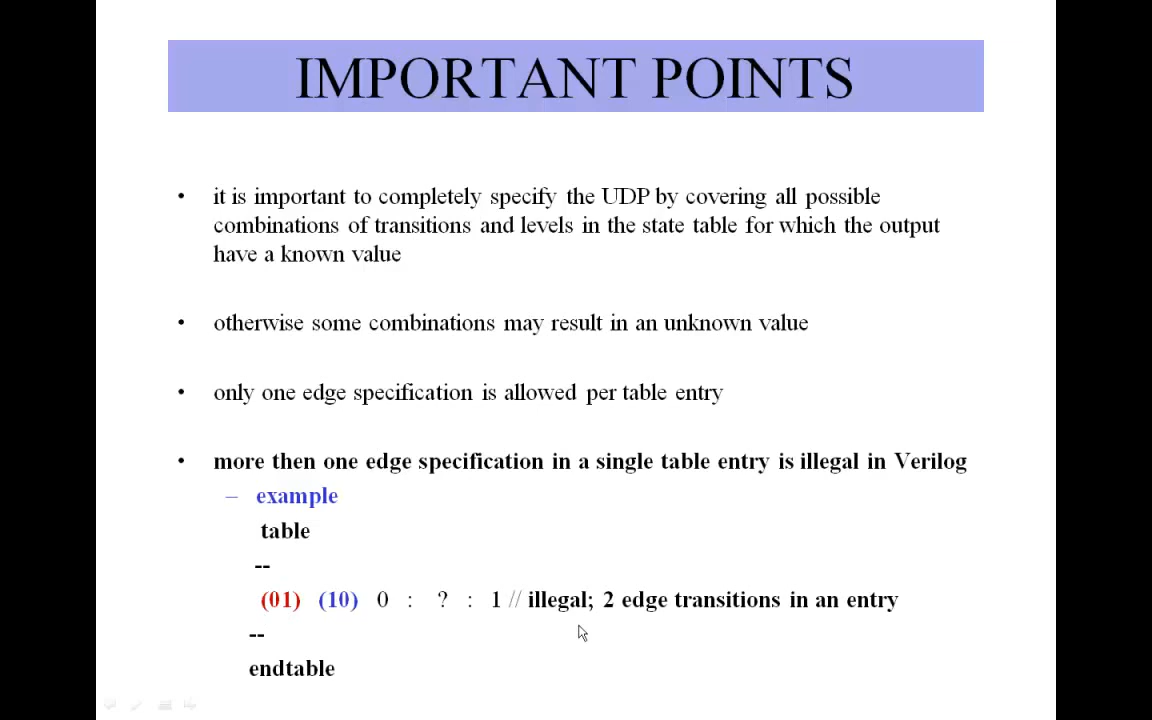 IMPORTANT POINTS
• it is important to completely specify the UDP by covering all possible
combinations of transitions and levels in the state table for which the output
have a known value
• otherwise some combinations may result in an unknown value
• only one edge specification is allowed per table entry
• more then one edge specification in a single table entry is illegal in Verilog
– example
table
--
(01) (10) 0 : ? : 1 // illegal; 2 edge transitions in an entry
--
endtable